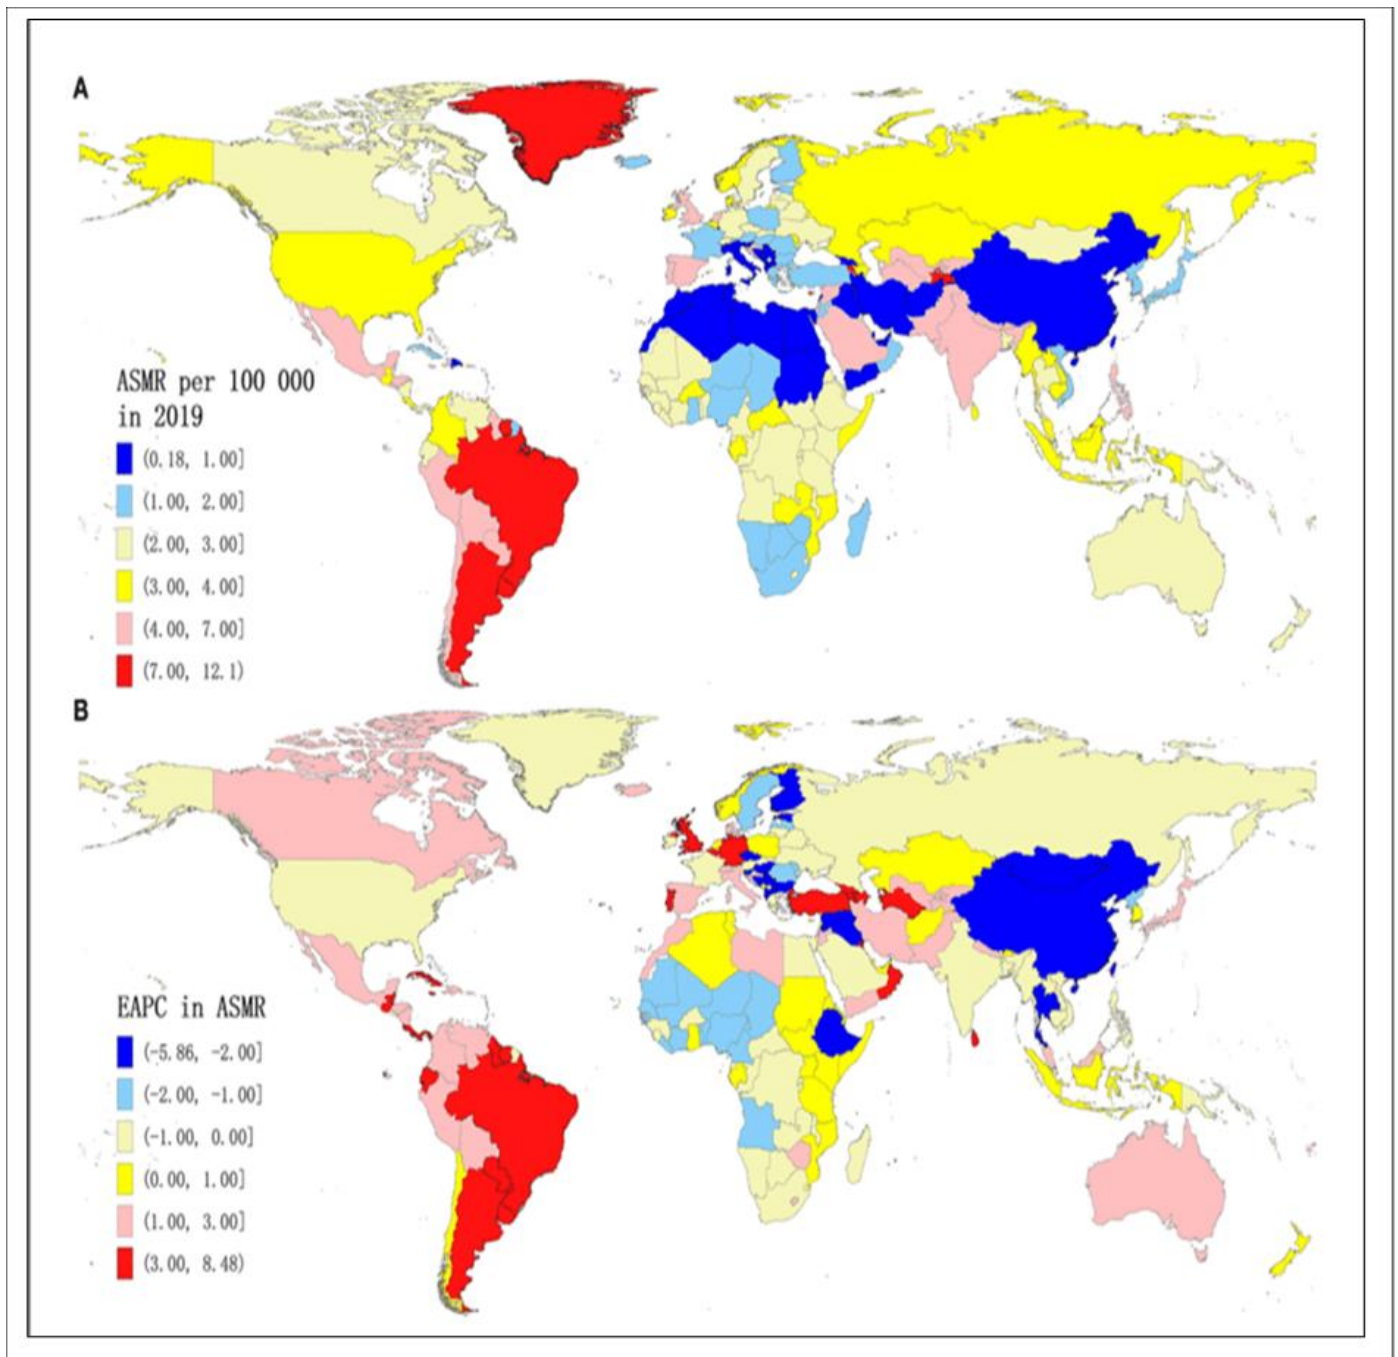 A
ASMR per 100 000
in 2019
(0.18, 1.00]
(1.00, 2.00]
(2.00, 3.00]
(3.00, 4.00]
(4.00, 7.00]
(7.00, 12.1)
B
EAPC in ASMR
(-5.86, -2.00]
(-2.00, -1.00]
(-1.00, 0.00]
(0.00, 1.00]
(1.00, 3.00]
(3.00, 8.48)